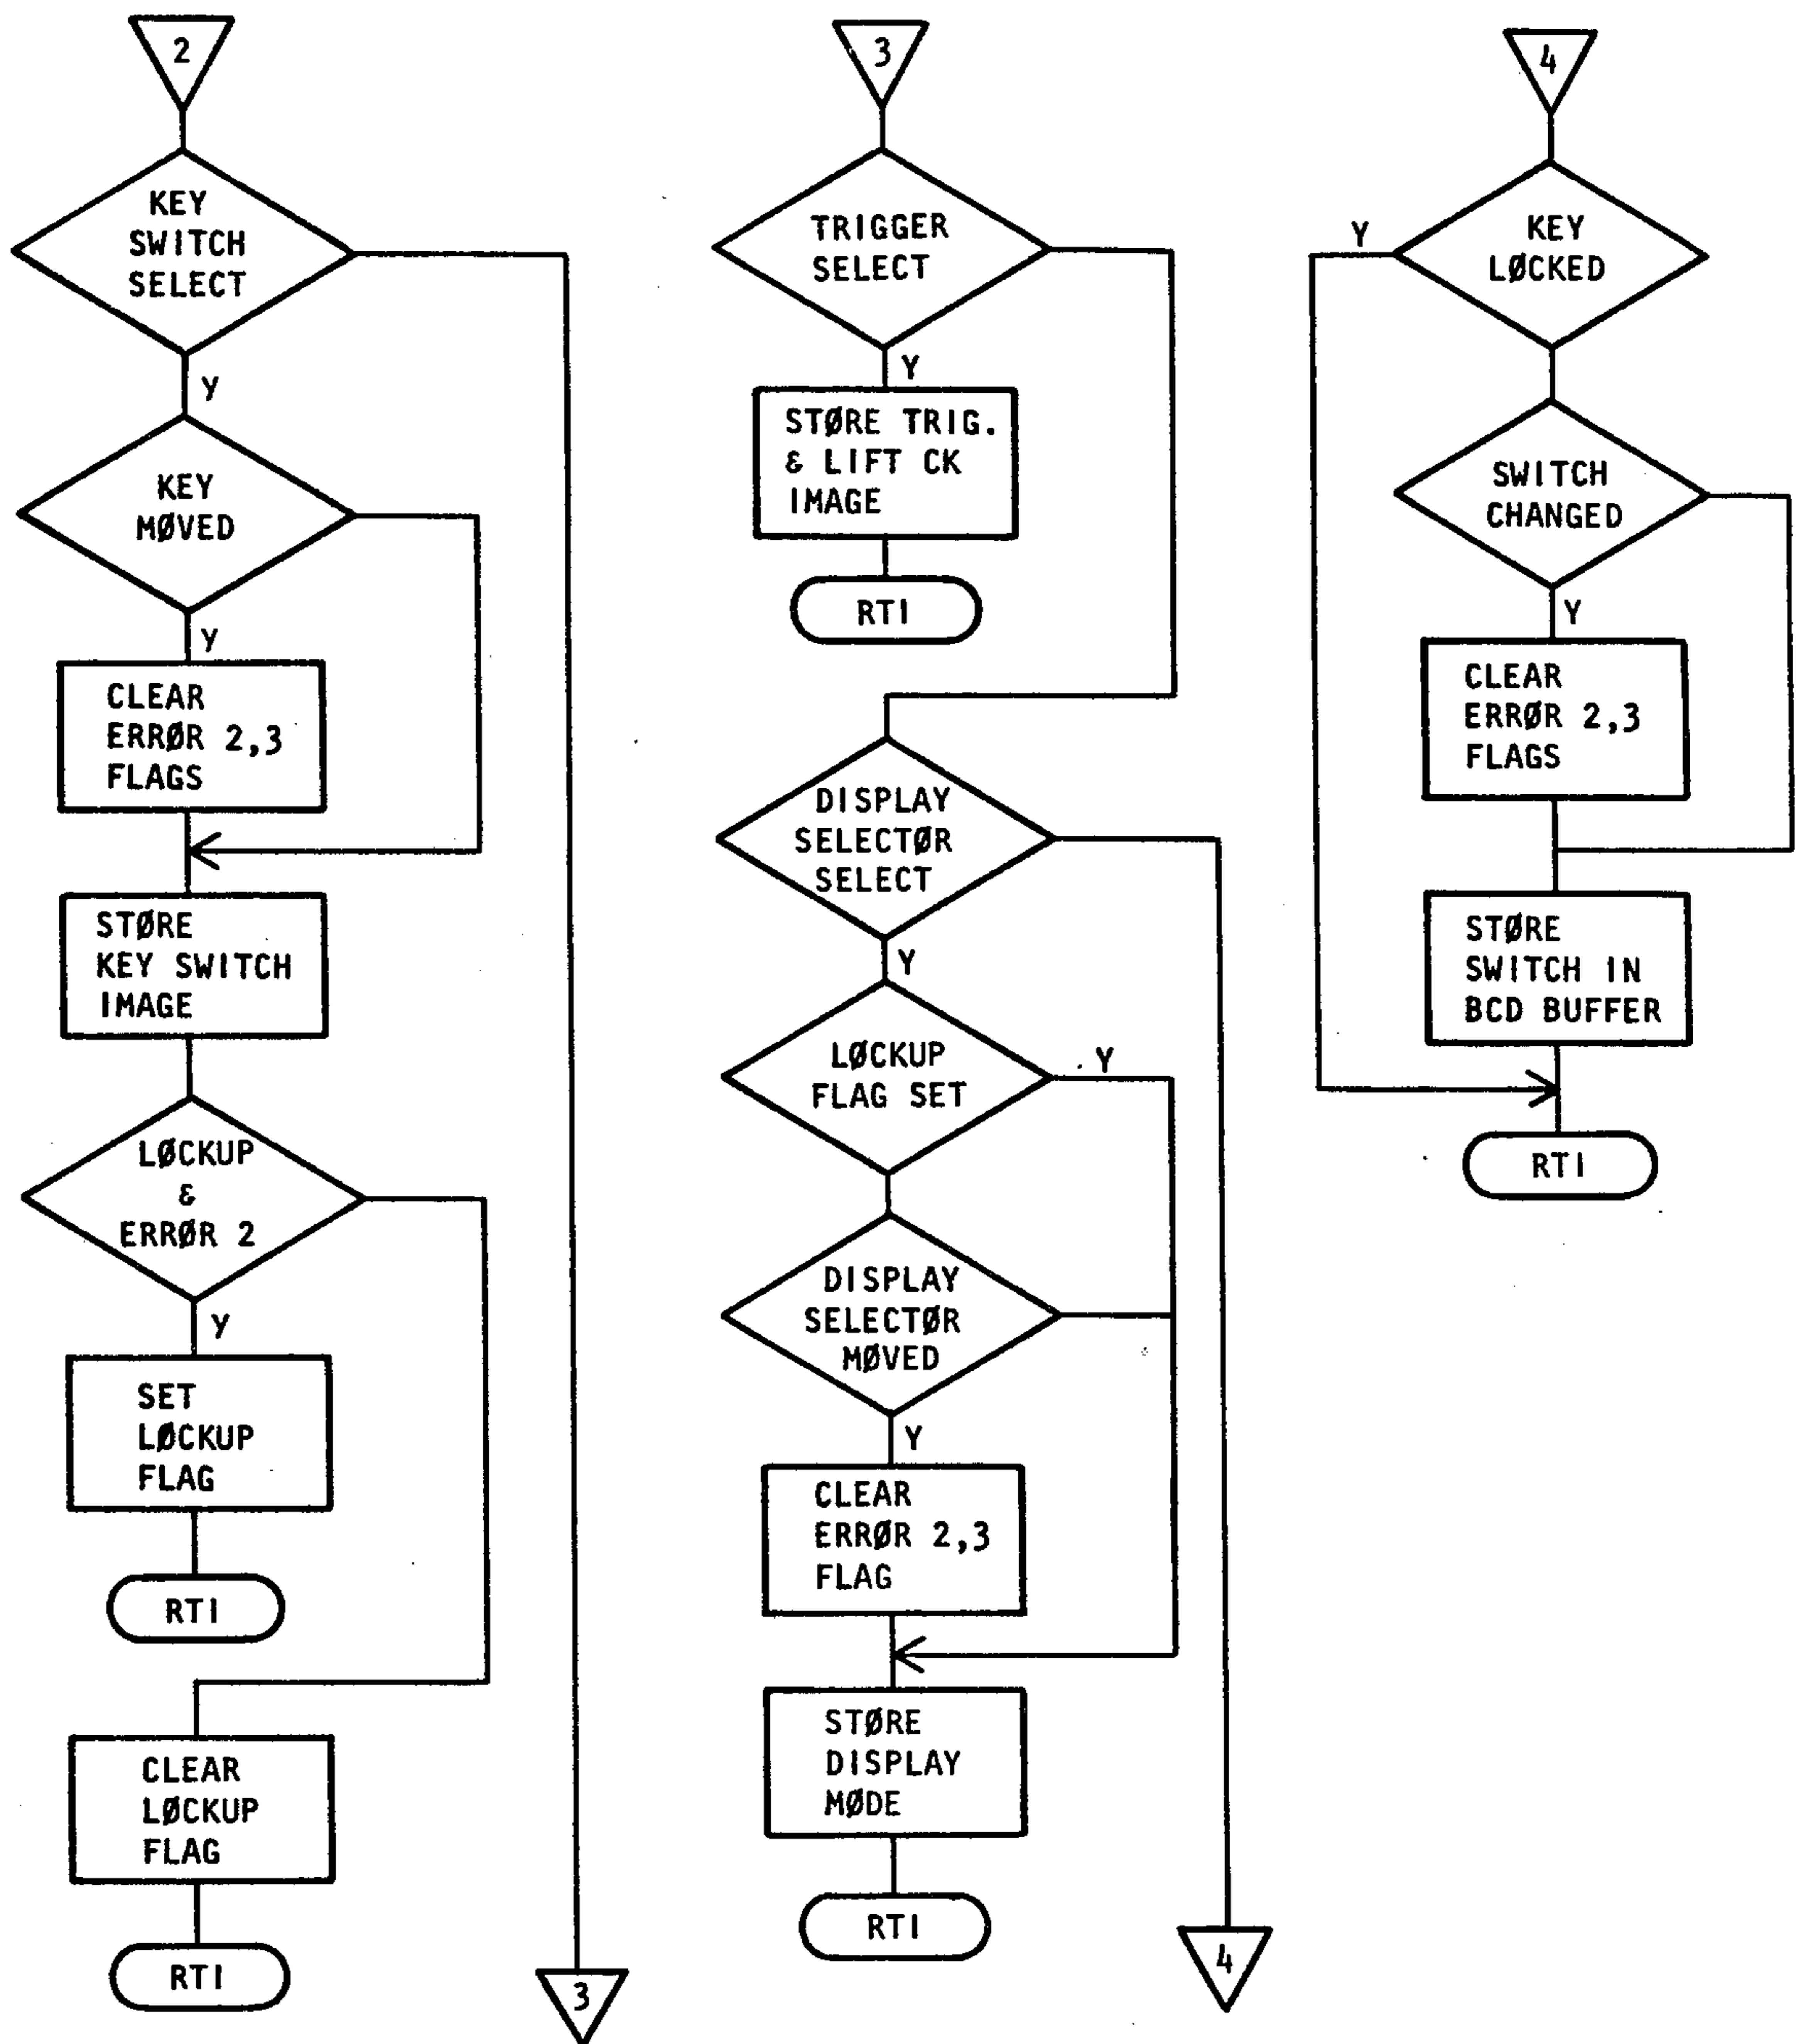 2
KEY
SWITCH
SELECT
Y
KEY
MØVED
Y
CLEAR
ERRØR 2,3
FLAGS
STØRE
KEY SWITCH
IMAGE
LØCKUP
&
ERRØR 2
Y
SET
LØCKUP
FLAG
RTI
CLEAR
LØCKUP
FLAG
RTI
3
3
TRIGGER
SELECT
Y
STØRE TRIG.
& LIFT CK
IMAGE
RTI
DISPLAY
SELECTØR
SELECT
Y
LØCKUP
FLAG SET
Y
DISPLAY
SELECTØR
MØVED
Y
CLEAR
ERRØR 2,3
FLAG
STØRE
DISPLAY
MØDE
RTI
4
4
KEY
LØCKED
Y
SWITCH
CHANGED
Y
CLEAR
ERRØR 2,3
FLAGS
STØRE
SWITCH IN
BCD BUFFER
RTI